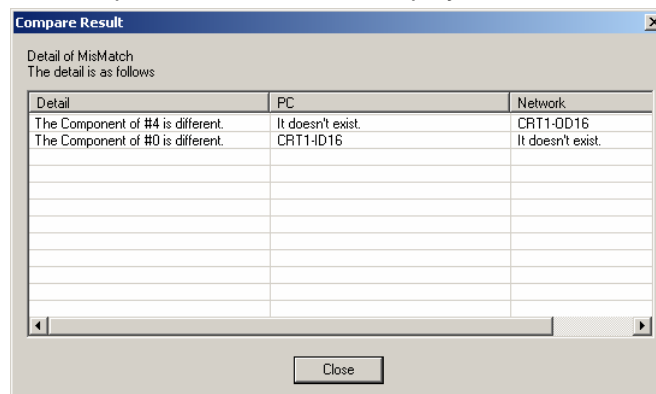 Compare Result
Detail of MisMatch
The detail is as follows
Detail PC Network
The Component of #4 is different. It doesn't exist. CRT1-OD16
The Component of #0 is different. CRT1-ID16 It doesn't exist.
Close